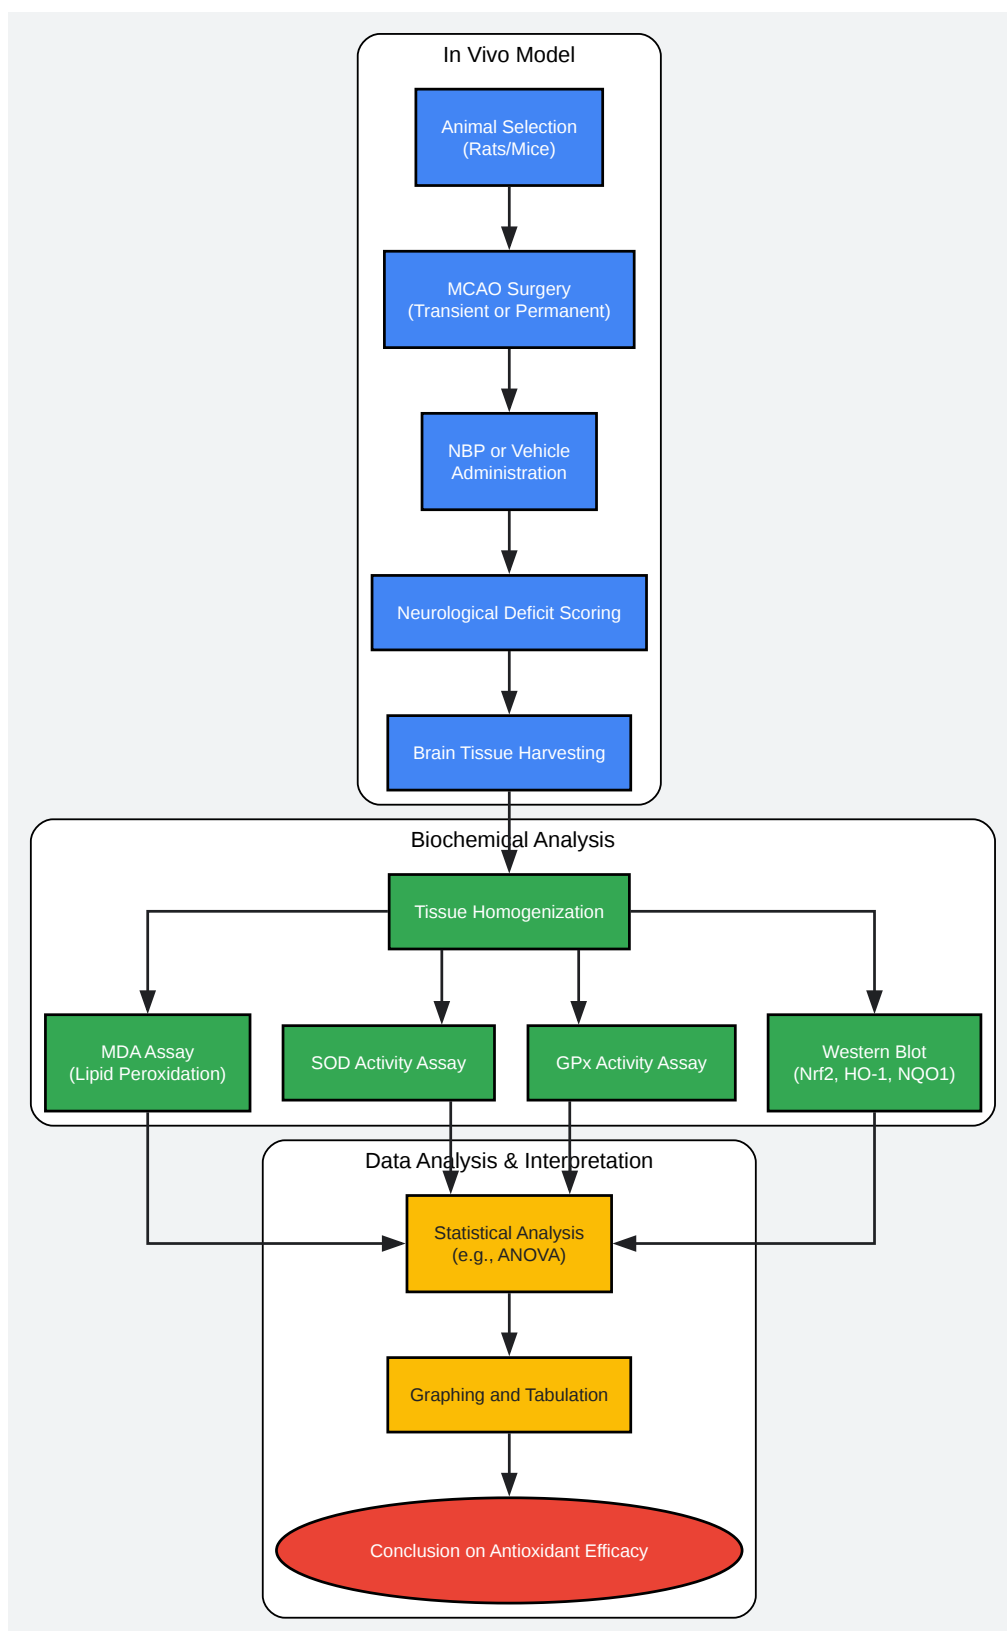 In Vivo Model
Animal Selection
(Rats/Mice)
MCAO Surgery
(Transient or Permanent)
NBP or Vehicle
Administration
Neurological Deficit Scoring
Brain Tissue Harvesting
Biochemical Analysis
Tissue Homogenization
MDA Assay
(Lipid Peroxidation)
SOD Activity Assay
GPx Activity Assay
Western Blot
(Nrf2, HO-1, NQO1)
Data Analysis & Interpretation
Statistical Analysis
(e.g., ANOVA)
Graphing and Tabulation
Conclusion on Antioxidant Efficacy